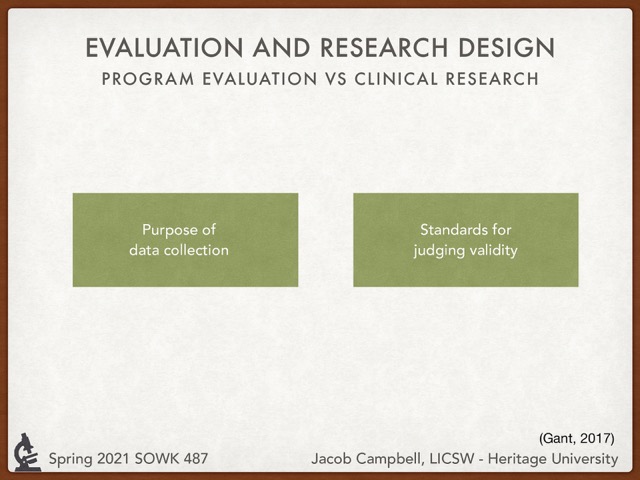 EVALUATION AND RESEARCH DESIGN
PROGRAM EVALUATION VS CLINICAL RESEARCH
Purpose of
data collection
Standards for
judging validity
(Gant, 2017)
Spring 2021 SOWK 487
Jacob Campbell, LICSW - Heritage University